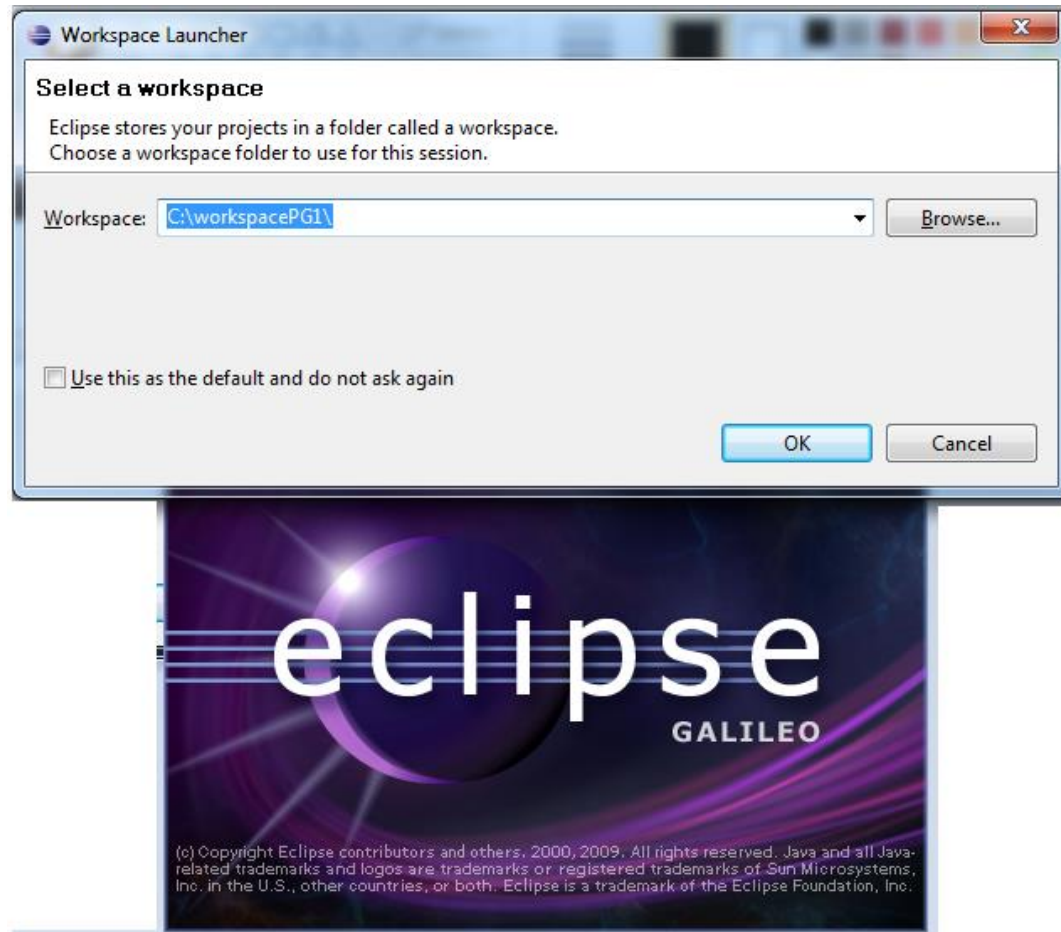 Workspace Launcher
Select a workspace
Eclipse stores your projects in a folder called a workspace.
Choose a workspace folder to use for this session.
Workspace: C:\workspacePG1\ Browse...
Use this as the default and do not ask again
OK Cancel
eclipse
GALILEO
(c) Copyright Eclipse contributors and others. 2000, 2009. All rights reserved. Java and all Java-
related trademarks and logos are trademarks or registered trademarks of Sun Microsystems,
Inc. in the U.S., other countries, or both. Eclipse is a trademark of the Eclipse Foundation, Inc.